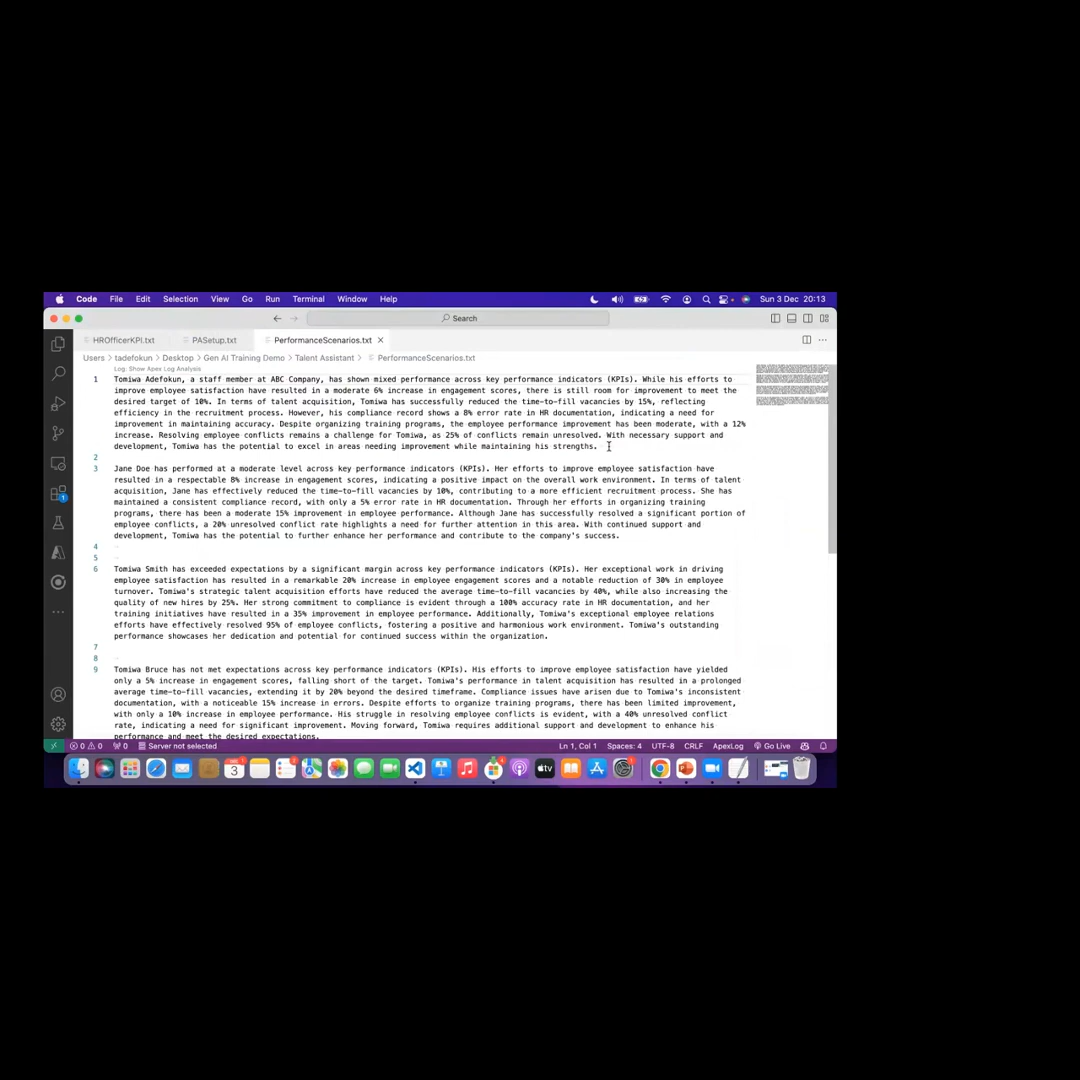 Code File Edit Selection View Go Run Terminal Window Help Sun 3 Dec 20:13
Search
HROfficerKPI.txt PASetup.txt PerformanceScenarios.txt
Users > tadefokun > Desktop > Gen AI Training Demo > Talent Assistant > PerformanceScenarios.txt
Log: Show Apex Log Analysis
1 Tomiwa Adefokun, a staff member at ABC Company, has shown mixed performance across key performance indicators (KPIs). While his efforts to
improve employee satisfaction have resulted in a moderate 6% increase in engagement scores, there is still room for improvement to meet the
desired target of 10%. In terms of talent acquisition, Tomiwa has successfully reduced the time-to-fill vacancies by 15%, reflecting
efficiency in the recruitment process. However, his compliance record shows a 8% error rate in HR documentation, indicating a need for
improvement in maintaining accuracy. Despite organizing training programs, the employee performance improvement has been moderate, with a 12%
increase. Resolving employee conflicts remains a challenge for Tomiwa, as 25% of conflicts remain unresolved. With necessary support and
development, Tomiwa has the potential to excel in areas needing improvement while maintaining his strengths.
2
3 Jane Doe has performed at a moderate level across key performance indicators (KPIs). Her efforts to improve employee satisfaction have
resulted in a respectable 8% increase in engagement scores, indicating a positive impact on the overall work environment. In terms of talent
acquisition, Jane has effectively reduced the time-to-fill vacancies by 10%, contributing to a more efficient recruitment process. She has
maintained a consistent compliance record, with only a 5% error rate in HR documentation. Through her efforts in organizing training
programs, there has been a moderate 15% improvement in employee performance. Although Jane has successfully resolved a significant portion of
employee conflicts, a 20% unresolved conflict rate highlights a need for further attention in this area. With continued support and
development, Tomiwa has the potential to further enhance her performance and contribute to the company's success.
4
5
6 Tomiwa Smith has exceeded expectations by a significant margin across key performance indicators (KPIs). Her exceptional work in driving
employee satisfaction has resulted in a remarkable 20% increase in employee engagement scores and a notable reduction of 30% in employee
turnover. Tomiwa's strategic talent acquisition efforts have reduced the average time-to-fill vacancies by 40%, while also increasing the
quality of new hires by 25%. Her strong commitment to compliance is evident through a 100% accuracy rate in HR documentation, and her
training initiatives have resulted in a 35% improvement in employee performance. Additionally, Tomiwa's exceptional employee relations
efforts have effectively resolved 95% of employee conflicts, fostering a positive and harmonious work environment. Tomiwa's outstanding
performance showcases her dedication and potential for continued success within the organization.
7
8
9 Tomiwa Bruce has not met expectations across key performance indicators (KPIs). His efforts to improve employee satisfaction have yielded
only a 5% increase in engagement scores, falling short of the target. Tomiwa's performance in talent acquisition has resulted in a prolonged
average time-to-fill vacancies, extending it by 20% beyond the desired timeframe. Compliance issues have arisen due to Tomiwa's inconsistent
documentation, with a noticeable 15% increase in errors. Despite efforts to organize training programs, there has been limited improvement,
with only a 10% increase in employee performance. His struggle in resolving employee conflicts is evident, with a 40% unresolved conflict
rate, indicating a need for significant improvement. Moving forward, Tomiwa requires additional support and development to enhance his
performance and meet the desired expectations.
0 0 0 Server not selected Ln 1, Col 1 Spaces: 4 UTF-8 CRLF ApexLog Go Live
3 tv